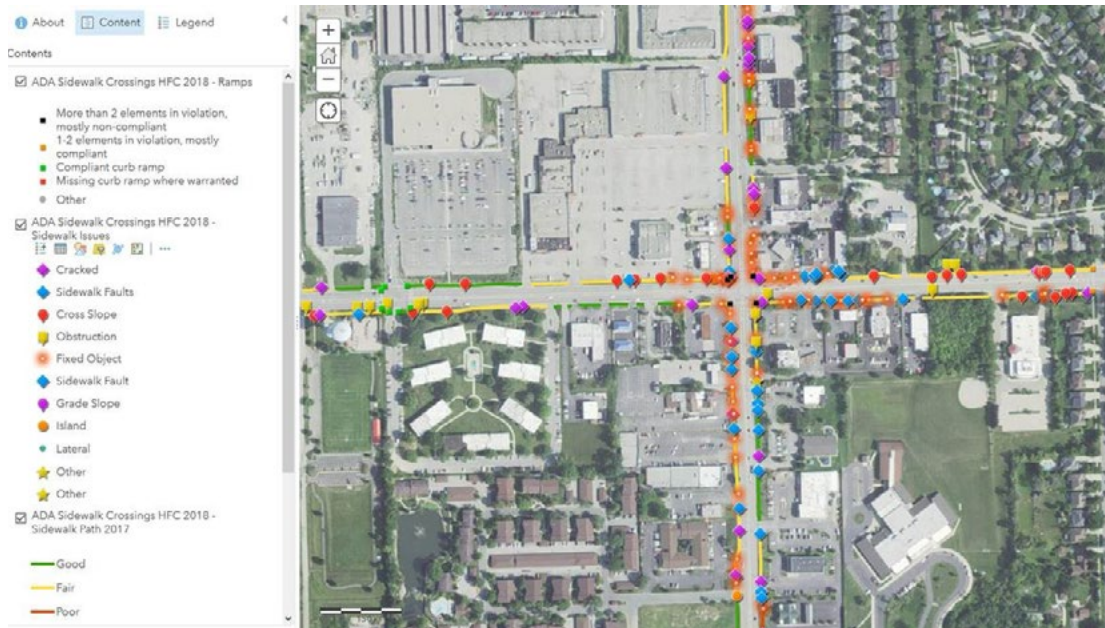 About Content Legend
Contents
ADA Sidewalk Crossings HFC 2018 - Ramps
More than 2 elements in violation,
mostly non-compliant
1-2 elements in violation, mostly
compliant
Compliant curb ramp
Missing curb ramp where warranted
Other
ADA Sidewalk Crossings HFC 2018 -
Sidewalk Issues
Cracked
Sidewalk Faults
Cross Slope
Obstruction
Fixed Object
Sidewalk Fault
Grade Slope
Island
Lateral
Other
Other
ADA Sidewalk Crossings HFC 2018 -
Sidewalk Path 2017
Good
Fair
Poor